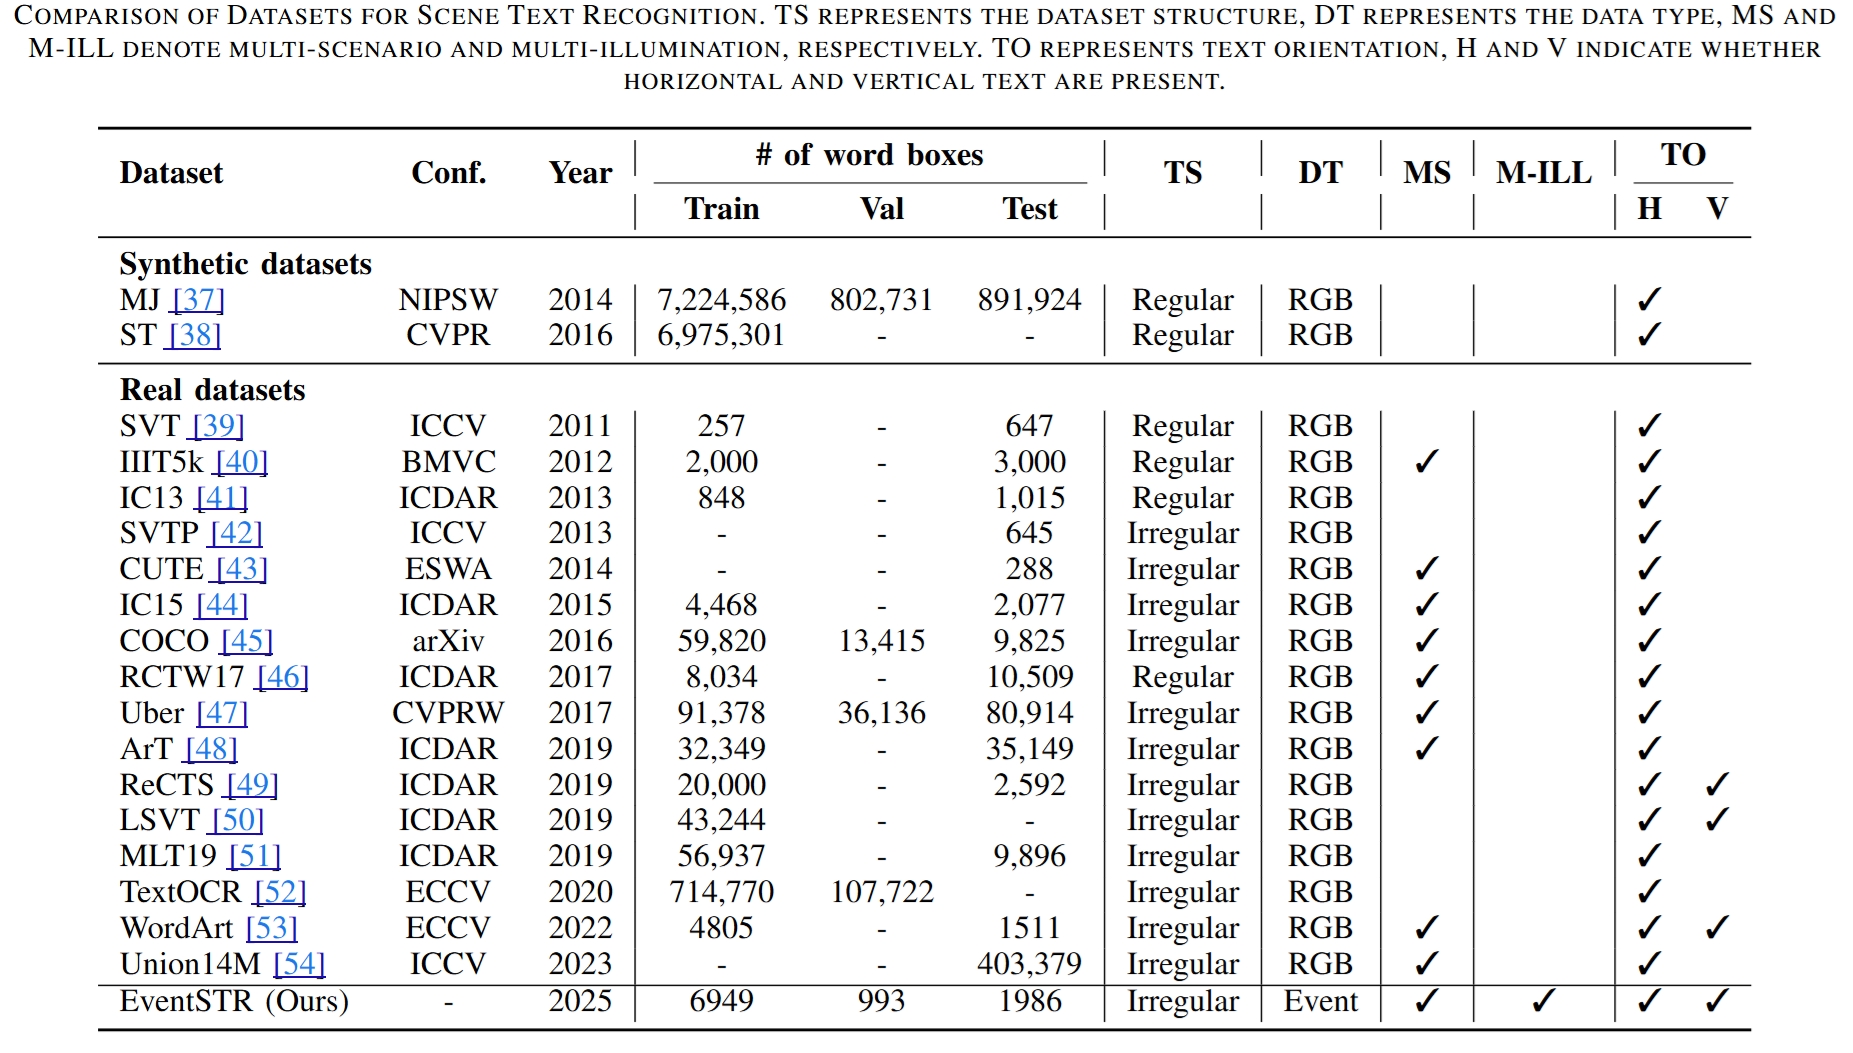 COMPARISON OF DATASETS FOR SCENE TEXT RECOGNITION. TS REPRESENTS THE DATASET STRUCTURE, DT REPRESENTS THE DATA TYPE, MS AND
M-ILL DENOTE MULTI-SCENARIO AND MULTI-ILLUMINATION, RESPECTIVELY. TO REPRESENTS TEXT ORIENTATION, H AND V INDICATE WHETHER
HORIZONTAL AND VERTICAL TEXT ARE PRESENT.
Dataset Conf. Year # of word boxes TS DT MS M-ILL TO
Train Val Test H V
Synthetic datasets
MJ [37] NIPSW 2014 7,224,586 802,731 891,924 Regular RGB ✓
ST [38] CVPR 2016 6,975,301 - - Regular RGB ✓
Real datasets
SVT [39] ICCV 2011 257 - 647 Regular RGB ✓
IIIT5k [40] BMVC 2012 2,000 - 3,000 Regular RGB ✓ ✓
IC13 [41] ICDAR 2013 848 - 1,015 Regular RGB ✓
SVTP [42] ICCV 2013 - - 645 Irregular RGB ✓
CUTE [43] ESWA 2014 - - 288 Irregular RGB ✓ ✓
IC15 [44] ICDAR 2015 4,468 - 2,077 Irregular RGB ✓ ✓
COCO [45] arXiv 2016 59,820 13,415 9,825 Irregular RGB ✓ ✓
RCTW17 [46] ICDAR 2017 8,034 - 10,509 Regular RGB ✓ ✓
Uber [47] CVPRW 2017 91,378 36,136 80,914 Irregular RGB ✓ ✓
ArT [48] ICDAR 2019 32,349 - 35,149 Irregular RGB ✓ ✓
ReCTS [49] ICDAR 2019 20,000 - 2,592 Irregular RGB ✓ ✓
LSVT [50] ICDAR 2019 43,244 - - Irregular RGB ✓ ✓
MLT19 [51] ICDAR 2019 56,937 - 9,896 Irregular RGB ✓
TextOCR [52] ECCV 2020 714,770 107,722 - Irregular RGB ✓
WordArt [53] ECCV 2022 4805 - 1511 Irregular RGB ✓ ✓ ✓
Union14M [54] ICCV 2023 - - 403,379 Irregular RGB ✓ ✓
EventSTR (Ours) - 2025 6949 993 1986 Irregular Event ✓ ✓ ✓ ✓